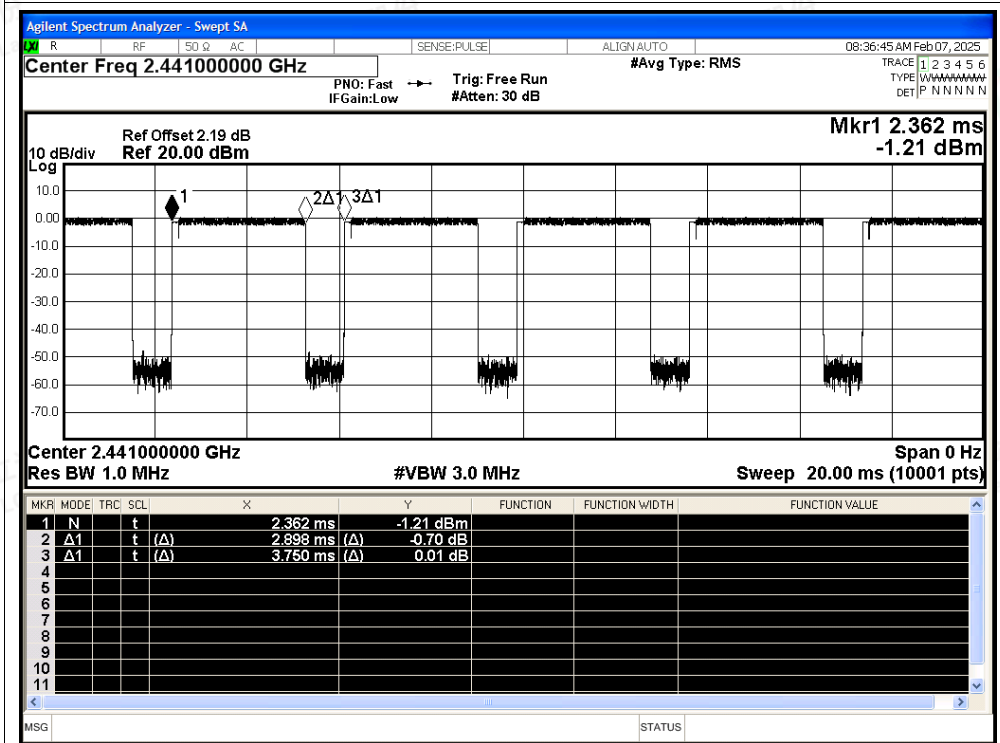 Agilent Spectrum Analyzer - Swept SA
LXI R RF 50 Ω AC SENSE:PULSE ALIGN AUTO 08:36:45 AM Feb 07, 2025
Center Freq 2.441000000 GHz #Avg Type: RMS TRACE 1 2 3 4 5 6
PNO: Fast Trig: Free Run TYPE W
IFGain:Low #Atten: 30 dB DET P N N N N N
Mkr1 2.362 ms
Ref Offset 2.19 dB
10 dB/div Ref 20.00 dBm -1.21 dBm
Log
10.0
1 2Δ1 3Δ1
0.00
-10.0
-20.0
-30.0
-40.0
-50.0
-60.0
-70.0
Center 2.441000000 GHz Span 0 Hz
Res BW 1.0 MHz #VBW 3.0 MHz Sweep 20.00 ms (10001 pts)
MKR MODE TRC SCL X Y FUNCTION FUNCTION WIDTH FUNCTION VALUE
1 N t 2.362 ms -1.21 dBm
2 Δ1 t (Δ) 2.898 ms (Δ) -0.70 dB
3 Δ1 t (Δ) 3.750 ms (Δ) 0.01 dB
4
5
6
7
8
9
10
11
MSG STATUS